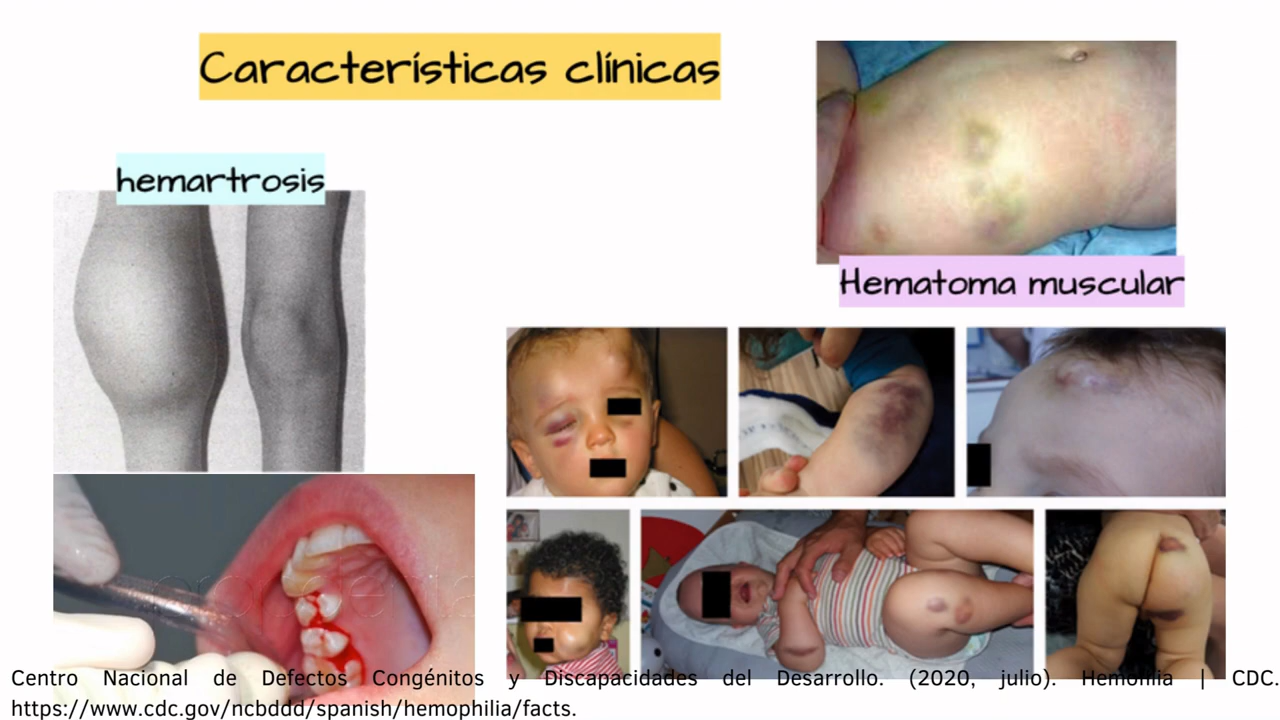 Características clínicas
hemartrosis
Hematoma muscular
Centro Nacional de Defectos Congénitos y Discapacidades del Desarrollo. (2020, julio). Hemofilia | CDC.
https://www.cdc.gov/ncbddd/spanish/hemophilia/facts.